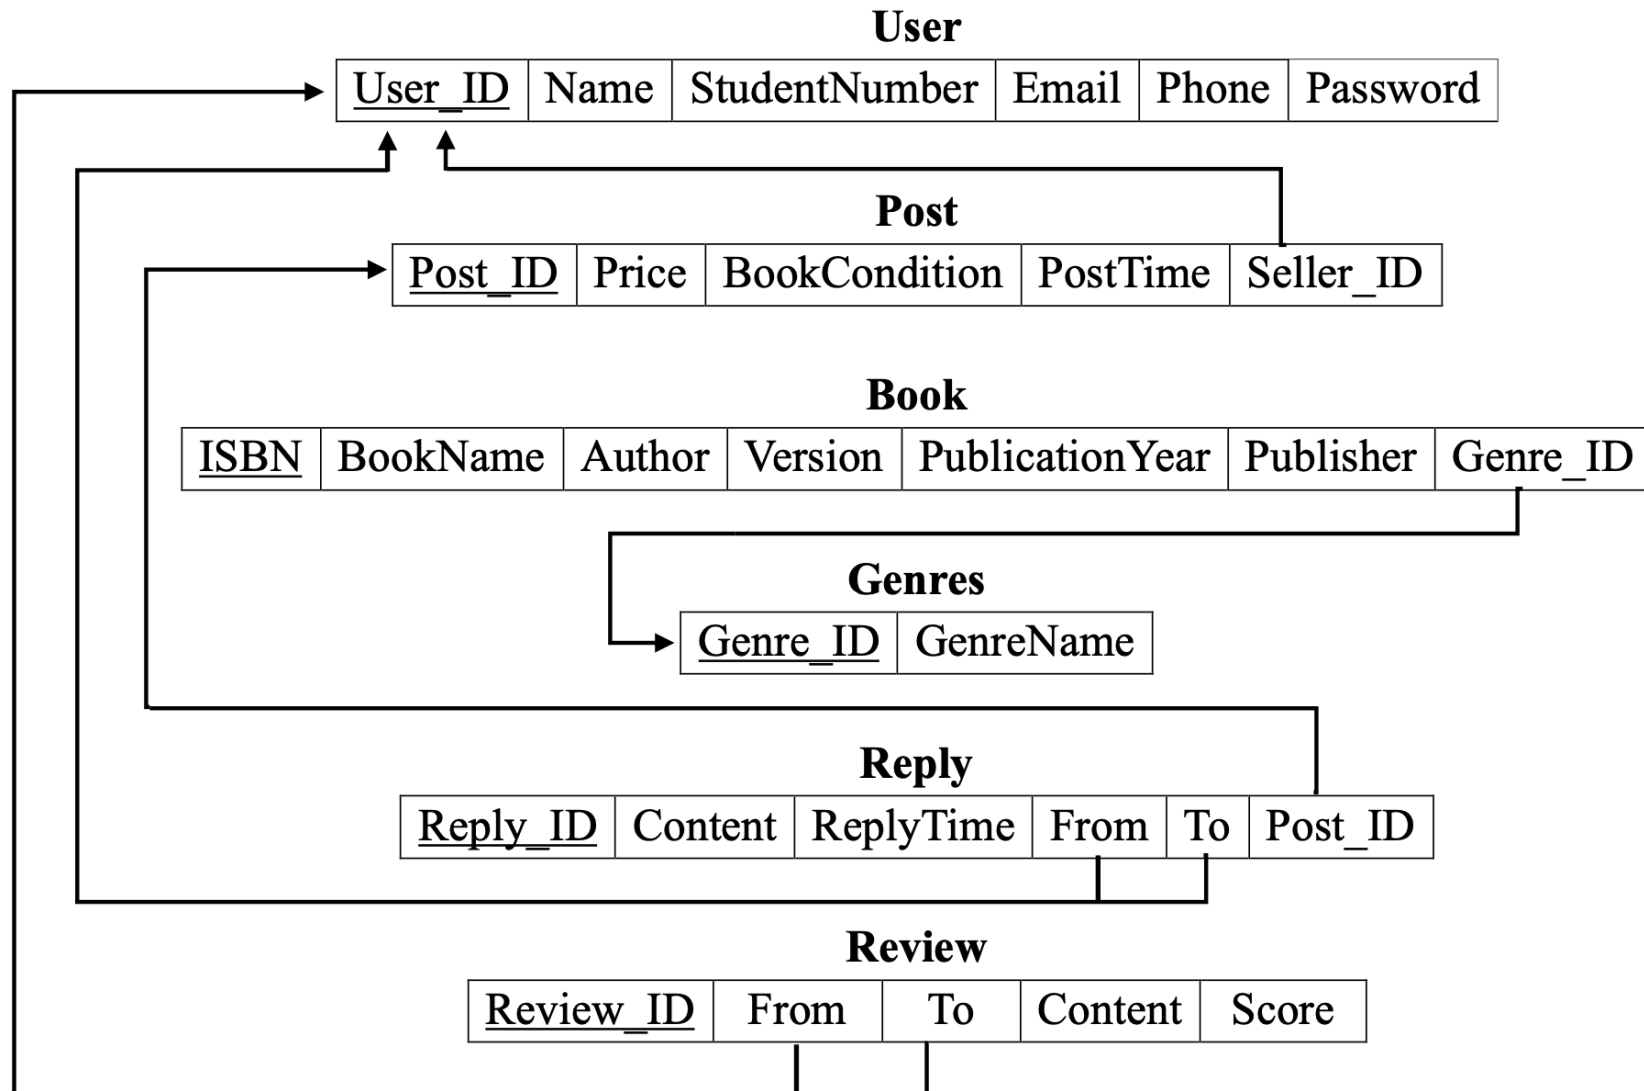 User
User_ID Name StudentNumber Email Phone Password
Post
Post_ID Price BookCondition PostTime Seller_ID
Book
ISBN BookName Author Version PublicationYear Publisher Genre_ID
Genres
Genre_ID GenreName
Reply
Reply_ID Content ReplyTime From To Post_ID
Review
Review_ID From To Content Score